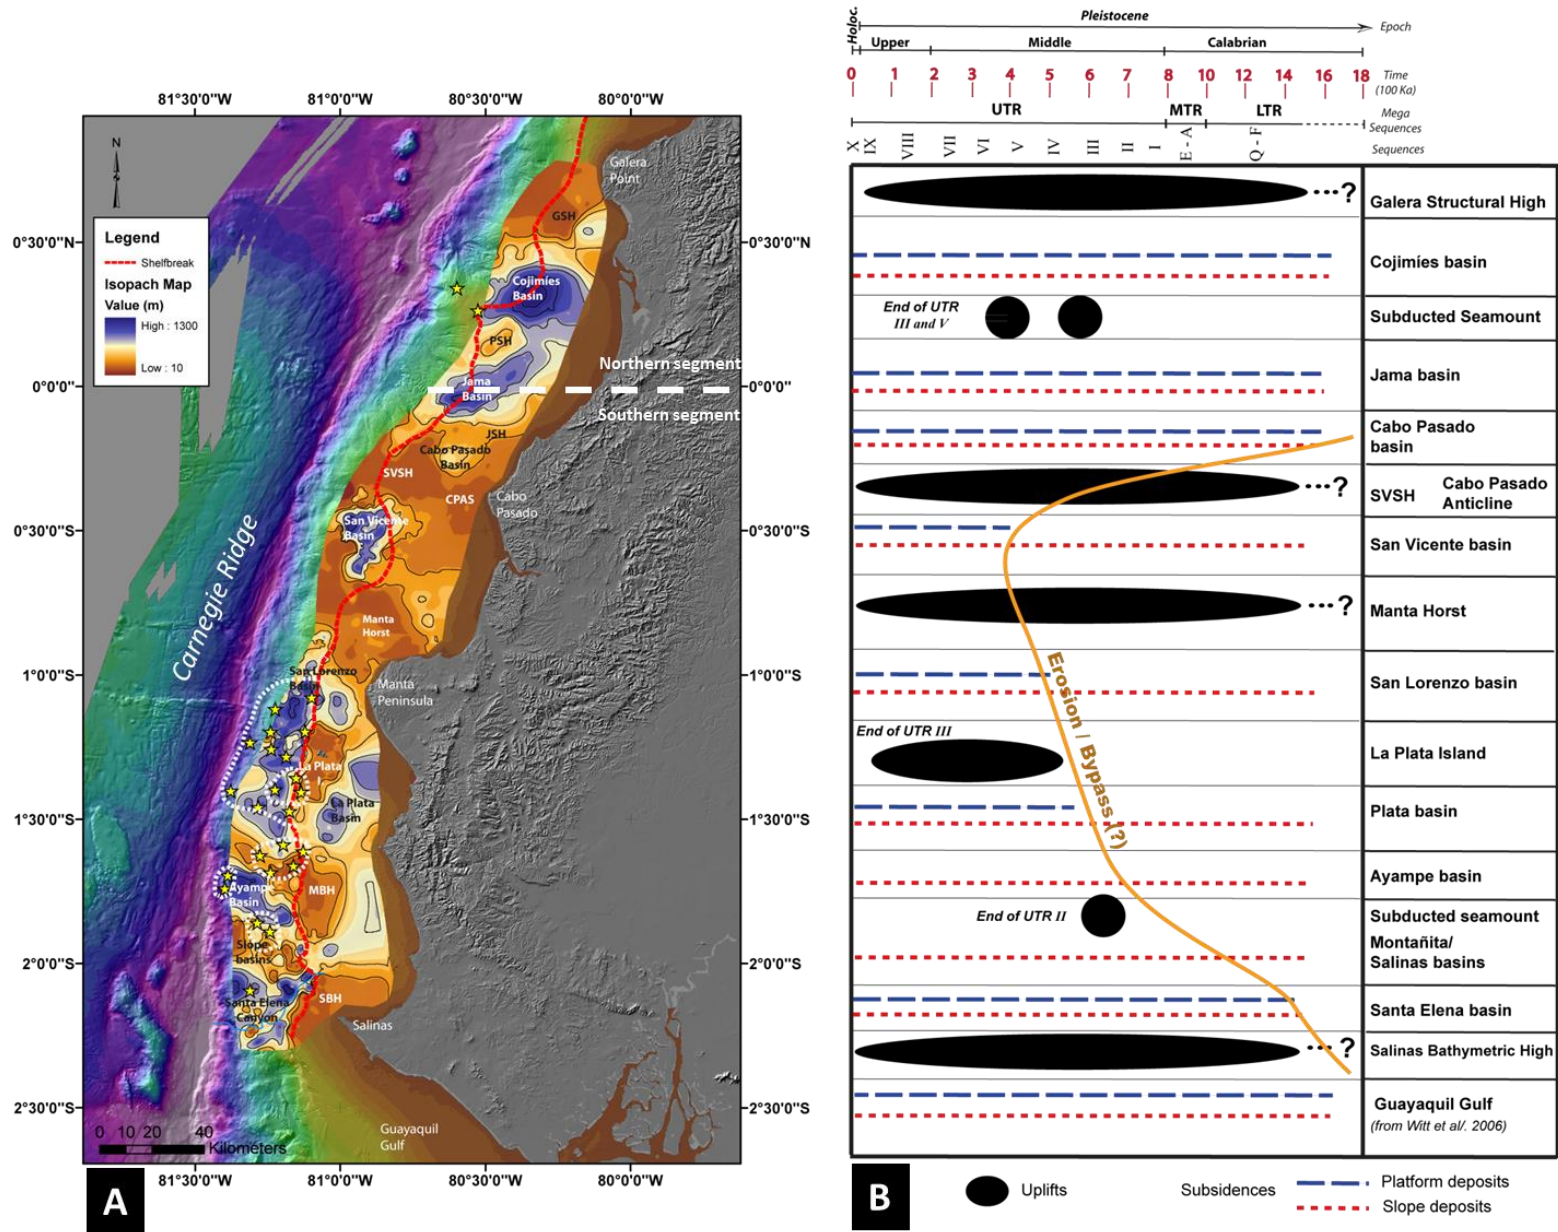 81°30'0"W
81°00'0"W
80°30'0"W
80°00'0"W
0°30'0"N
0°0'0"
0°30'0"S
1°0'0"S
1°30'0"S
2°0'0"S
2°30'0"S
N
Legend
Shelfbreak
Isopach Map
Value (m)
High : 1300
Low : 10
Galera
Point
GSH
Cojimíes
Basin
PSH
Northern segment
Jama
Basin
Southern segment
JSH
Cabo Pasado
Basin
SVSH
CPAS
Cabo
Pasado
San Vicente
Basin
Carnegie Ridge
Manta
Horst
San Lorenzo
Basin
Manta
Peninsula
La Plata
I
La Plata
Basin
Ayampe
Basin
MBH
Slope
basins
Santa Elena
Canyon
SBH
Salinas
Guayaquil
Gulf
0 10 20 40
Kilometers
0°30'0"N
0°0'0"
0°30'0"S
1°0'0"S
1°30'0"S
2°0'0"S
2°30'0"S
81°30'0"W
81°00'0"W
80°30'0"W
80°00'0"W
A
Holoc.
Pleistocene
Epoch
Upper
Middle
Calabrian
0 1 2 3 4 5 6 7 8 10 12 14 16 18
Time
(100 Ka)
UTR
MTR
LTR
Mega
Sequences
X IX VIII VII VI V IV III II I E - A Q - F
Sequences
?
Galera Structural High
Cojimíes basin
End of UTR
III and V
Subducted Seamount
Jama basin
Cabo Pasado
basin
?
SVSH
Cabo Pasado
Anticline
San Vicente basin
?
Manta Horst
San Lorenzo basin
Erosion / Bypass (?)
End of UTR III
La Plata Island
Plata basin
Ayampe basin
End of UTR II
Subducted seamount
Montañita/
Salinas basins
Santa Elena basin
?
Salinas Bathymetric High
Guayaquil Gulf
(from Witt et al/. 2006)
B
Uplifts
Subsidences
Platform deposits
Slope deposits